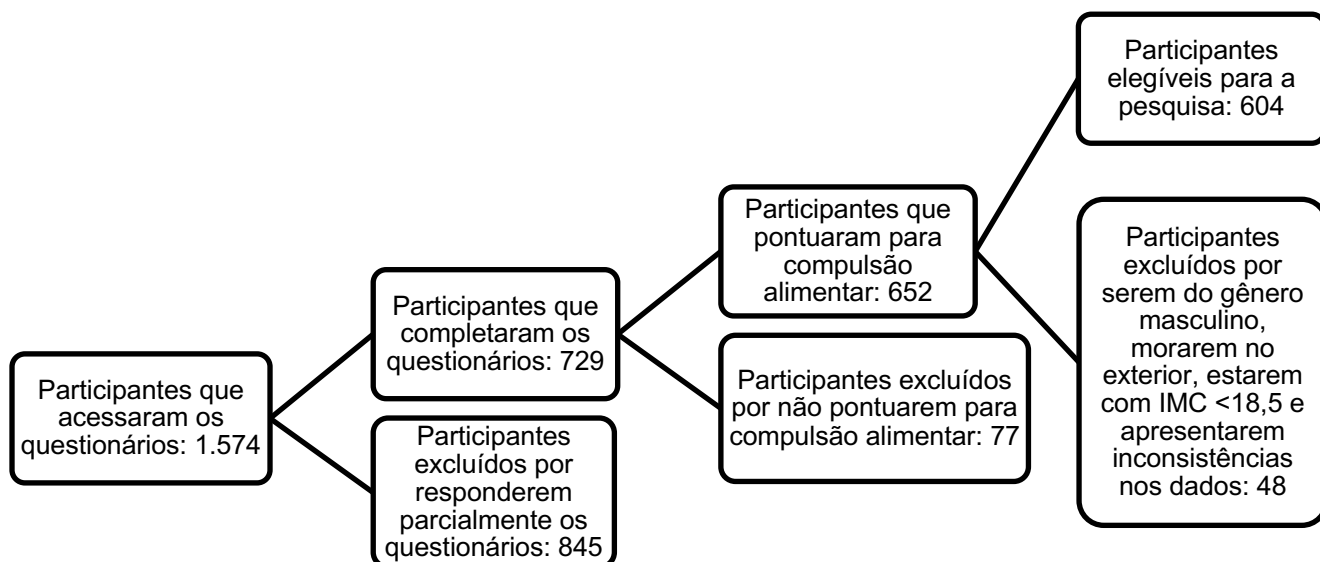 Participantes que
acessaram os
questionários: 1.574
Participantes que
completaram os
questionários: 729
Participantes
excluídos por
responderem
parcialmente os
questionários: 845
Participantes que
pontuaram para
compulsão
alimentar: 652
Participantes excluídos
por não pontuarem para
compulsão alimentar: 77
Participantes
elegíveis para a
pesquisa: 604
Participantes
excluídos por
serem do gênero
masculino,
morarem no
exterior, estarem
com IMC <18,5 e
apresentarem
inconsistências
nos dados: 48